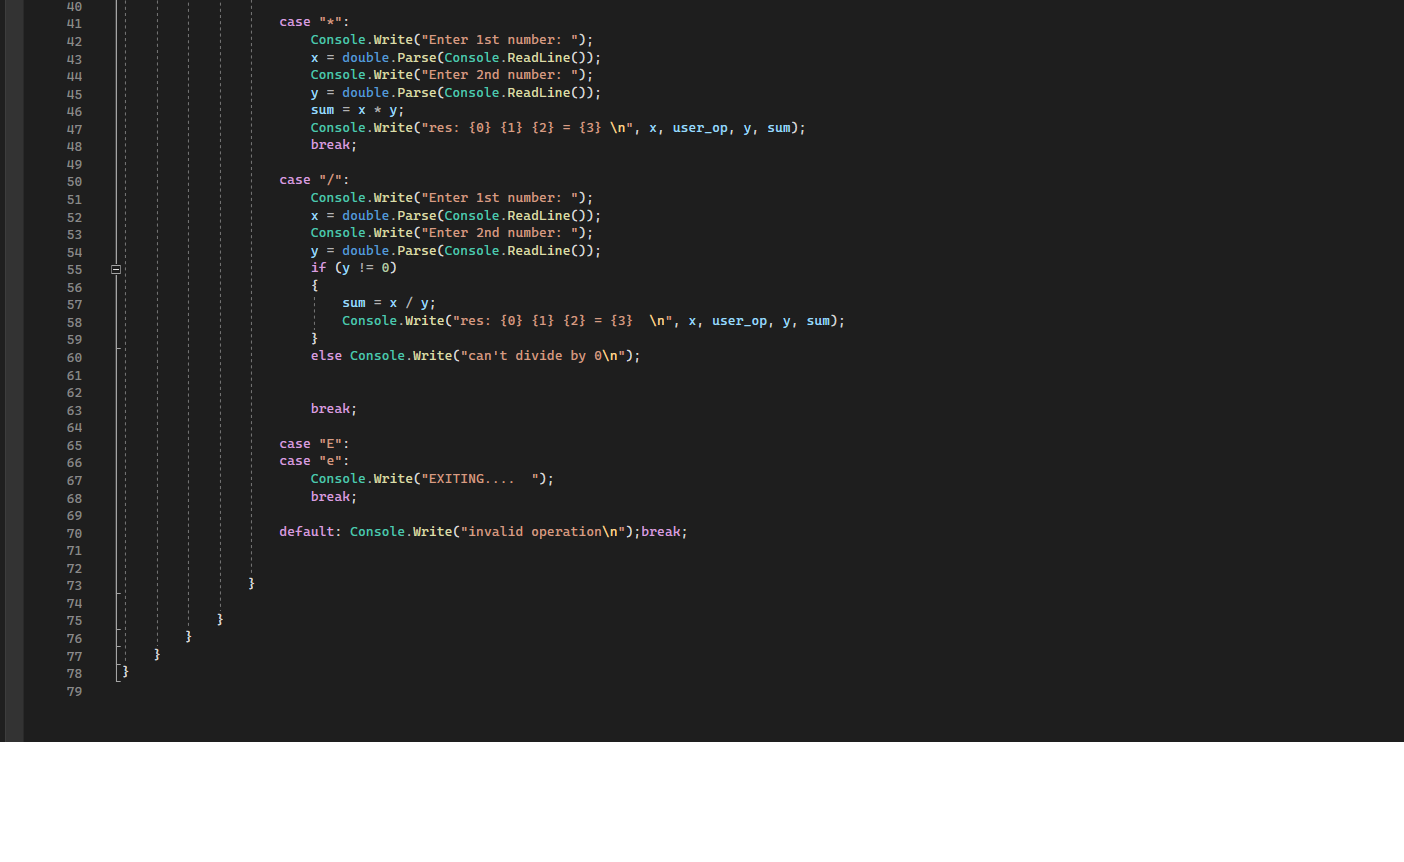 40
41 case "*":
42 Console.Write("Enter 1st number: ");
43 x = double.Parse(Console.ReadLine());
44 Console.Write("Enter 2nd number: ");
45 y = double.Parse(Console.ReadLine());
46 sum = x * y;
47 Console.Write("res: {0} {1} {2} = {3} \n", x, user_op, y, sum);
48 break;
49
50 case "/":
51 Console.Write("Enter 1st number: ");
52 x = double.Parse(Console.ReadLine());
53 Console.Write("Enter 2nd number: ");
54 y = double.Parse(Console.ReadLine());
55 if (y != 0)
56 {
57 sum = x / y;
58 Console.Write("res: {0} {1} {2} = {3}  \n", x, user_op, y, sum);
59 }
60 else Console.Write("can't divide by 0\n");
61
62
63 break;
64
65 case "E":
66 case "e":
67 Console.Write("EXITING....  ");
68 break;
69
70 default: Console.Write("invalid operation\n");break;
71
72
73 }
74
75 }
76 }
77 }
78 }
79